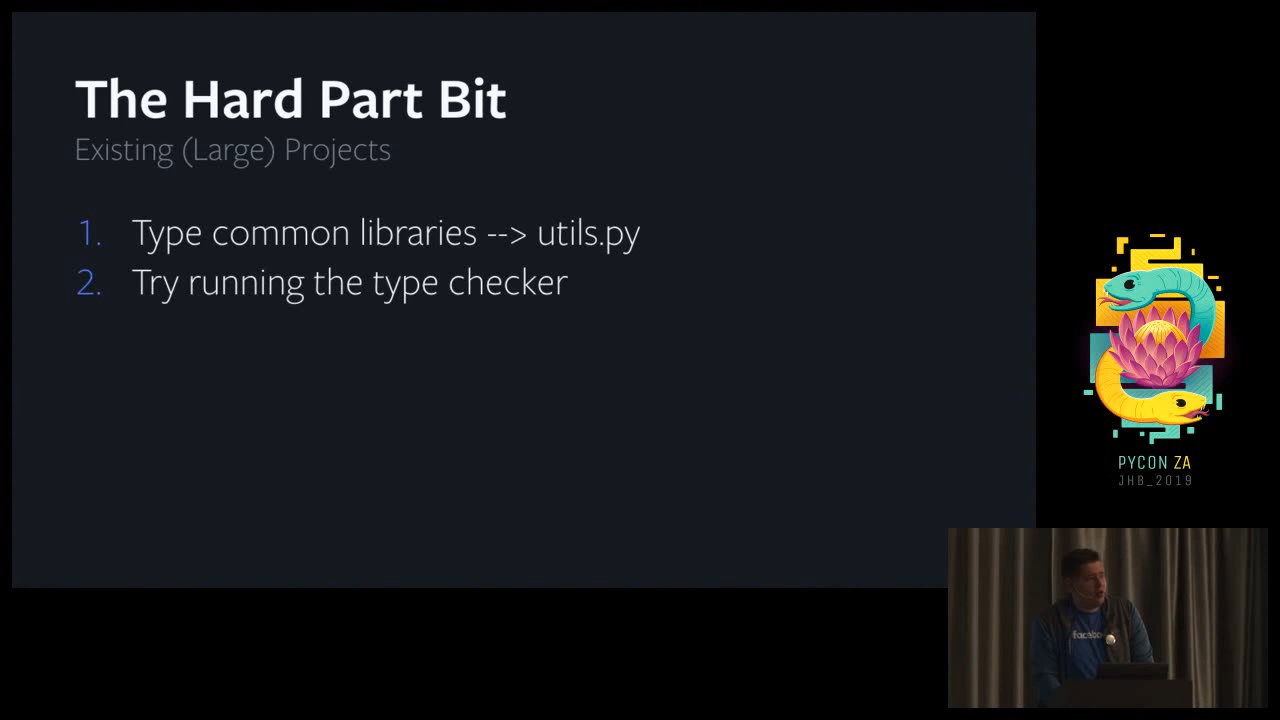 The Hard Part Bit
Existing (Large) Projects
1. Type common libraries --> utils.py
2. Try running the type checker
PYCON ZA
JHB_2019